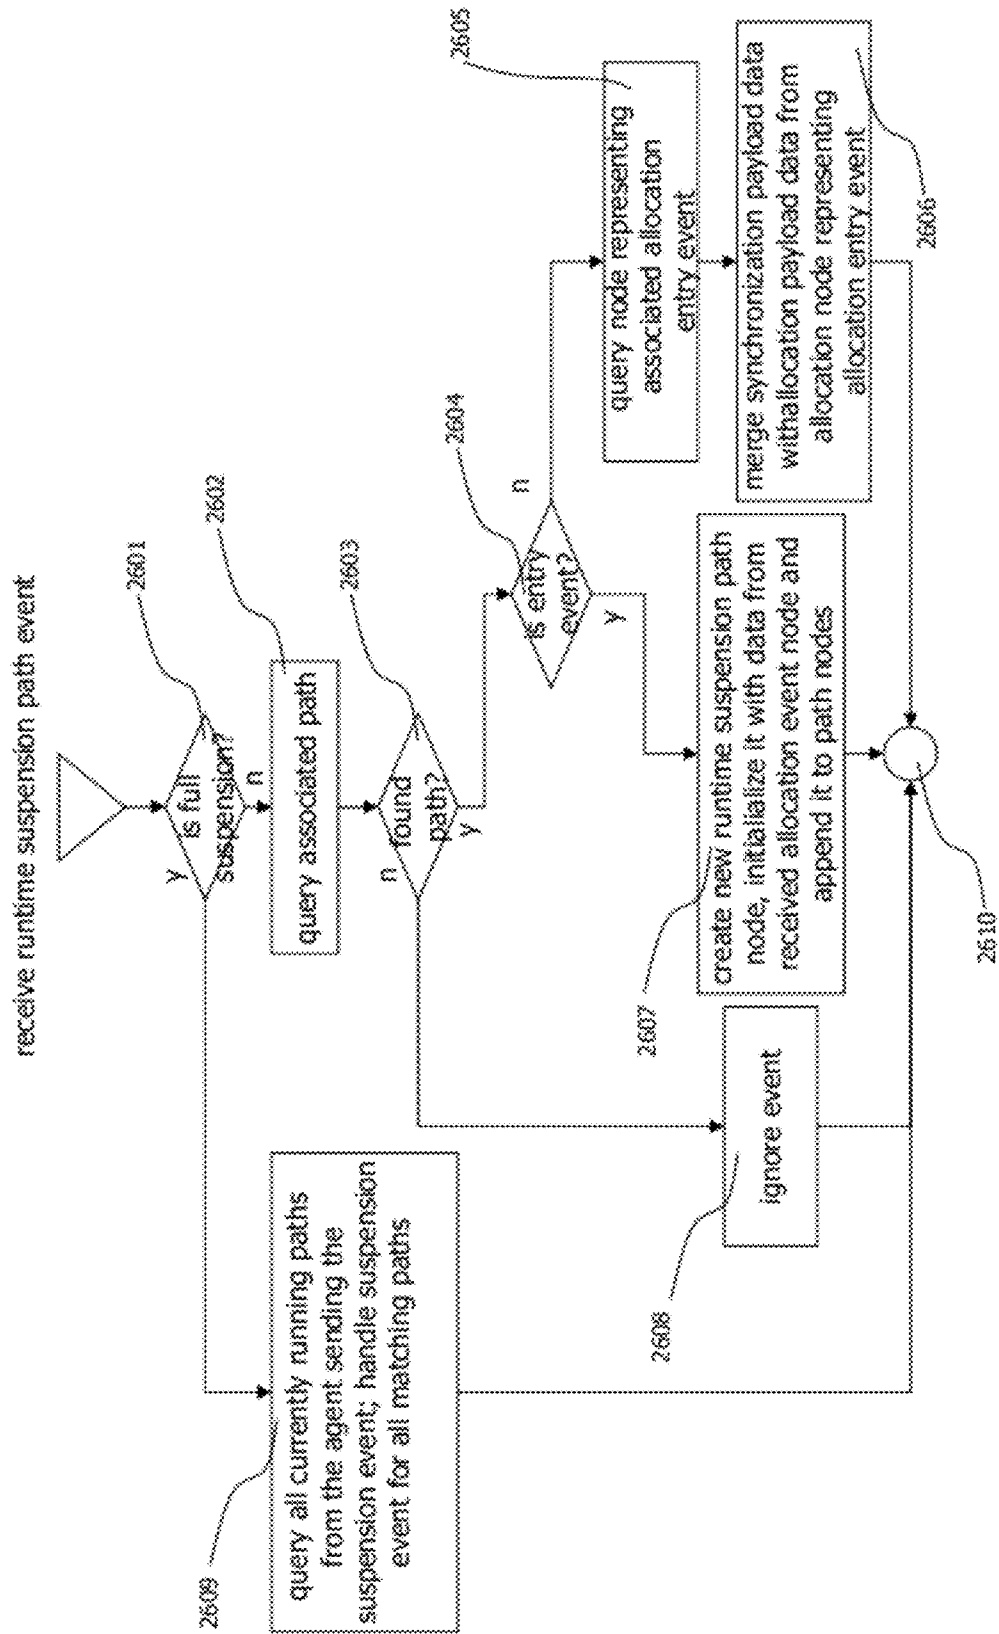 receive runtime suspension path event
2601
y
is full
suspension?
n
2602
query associated path
2603
n
found
path?
y
2604
is entry
event?
n
y
2605
query node representing
associated allocation
entry event
merge synchronization payload data
withallocation payload data from
allocation node representing
allocation entry event
2606
2607
create new runtime suspension path
node, initialialize it with data from
received allocation event node and
append it to path nodes
2608
ignore event
2609
query all currently running paths
from the agent sending the
suspension event; handle suspension
event for all matching paths
2610